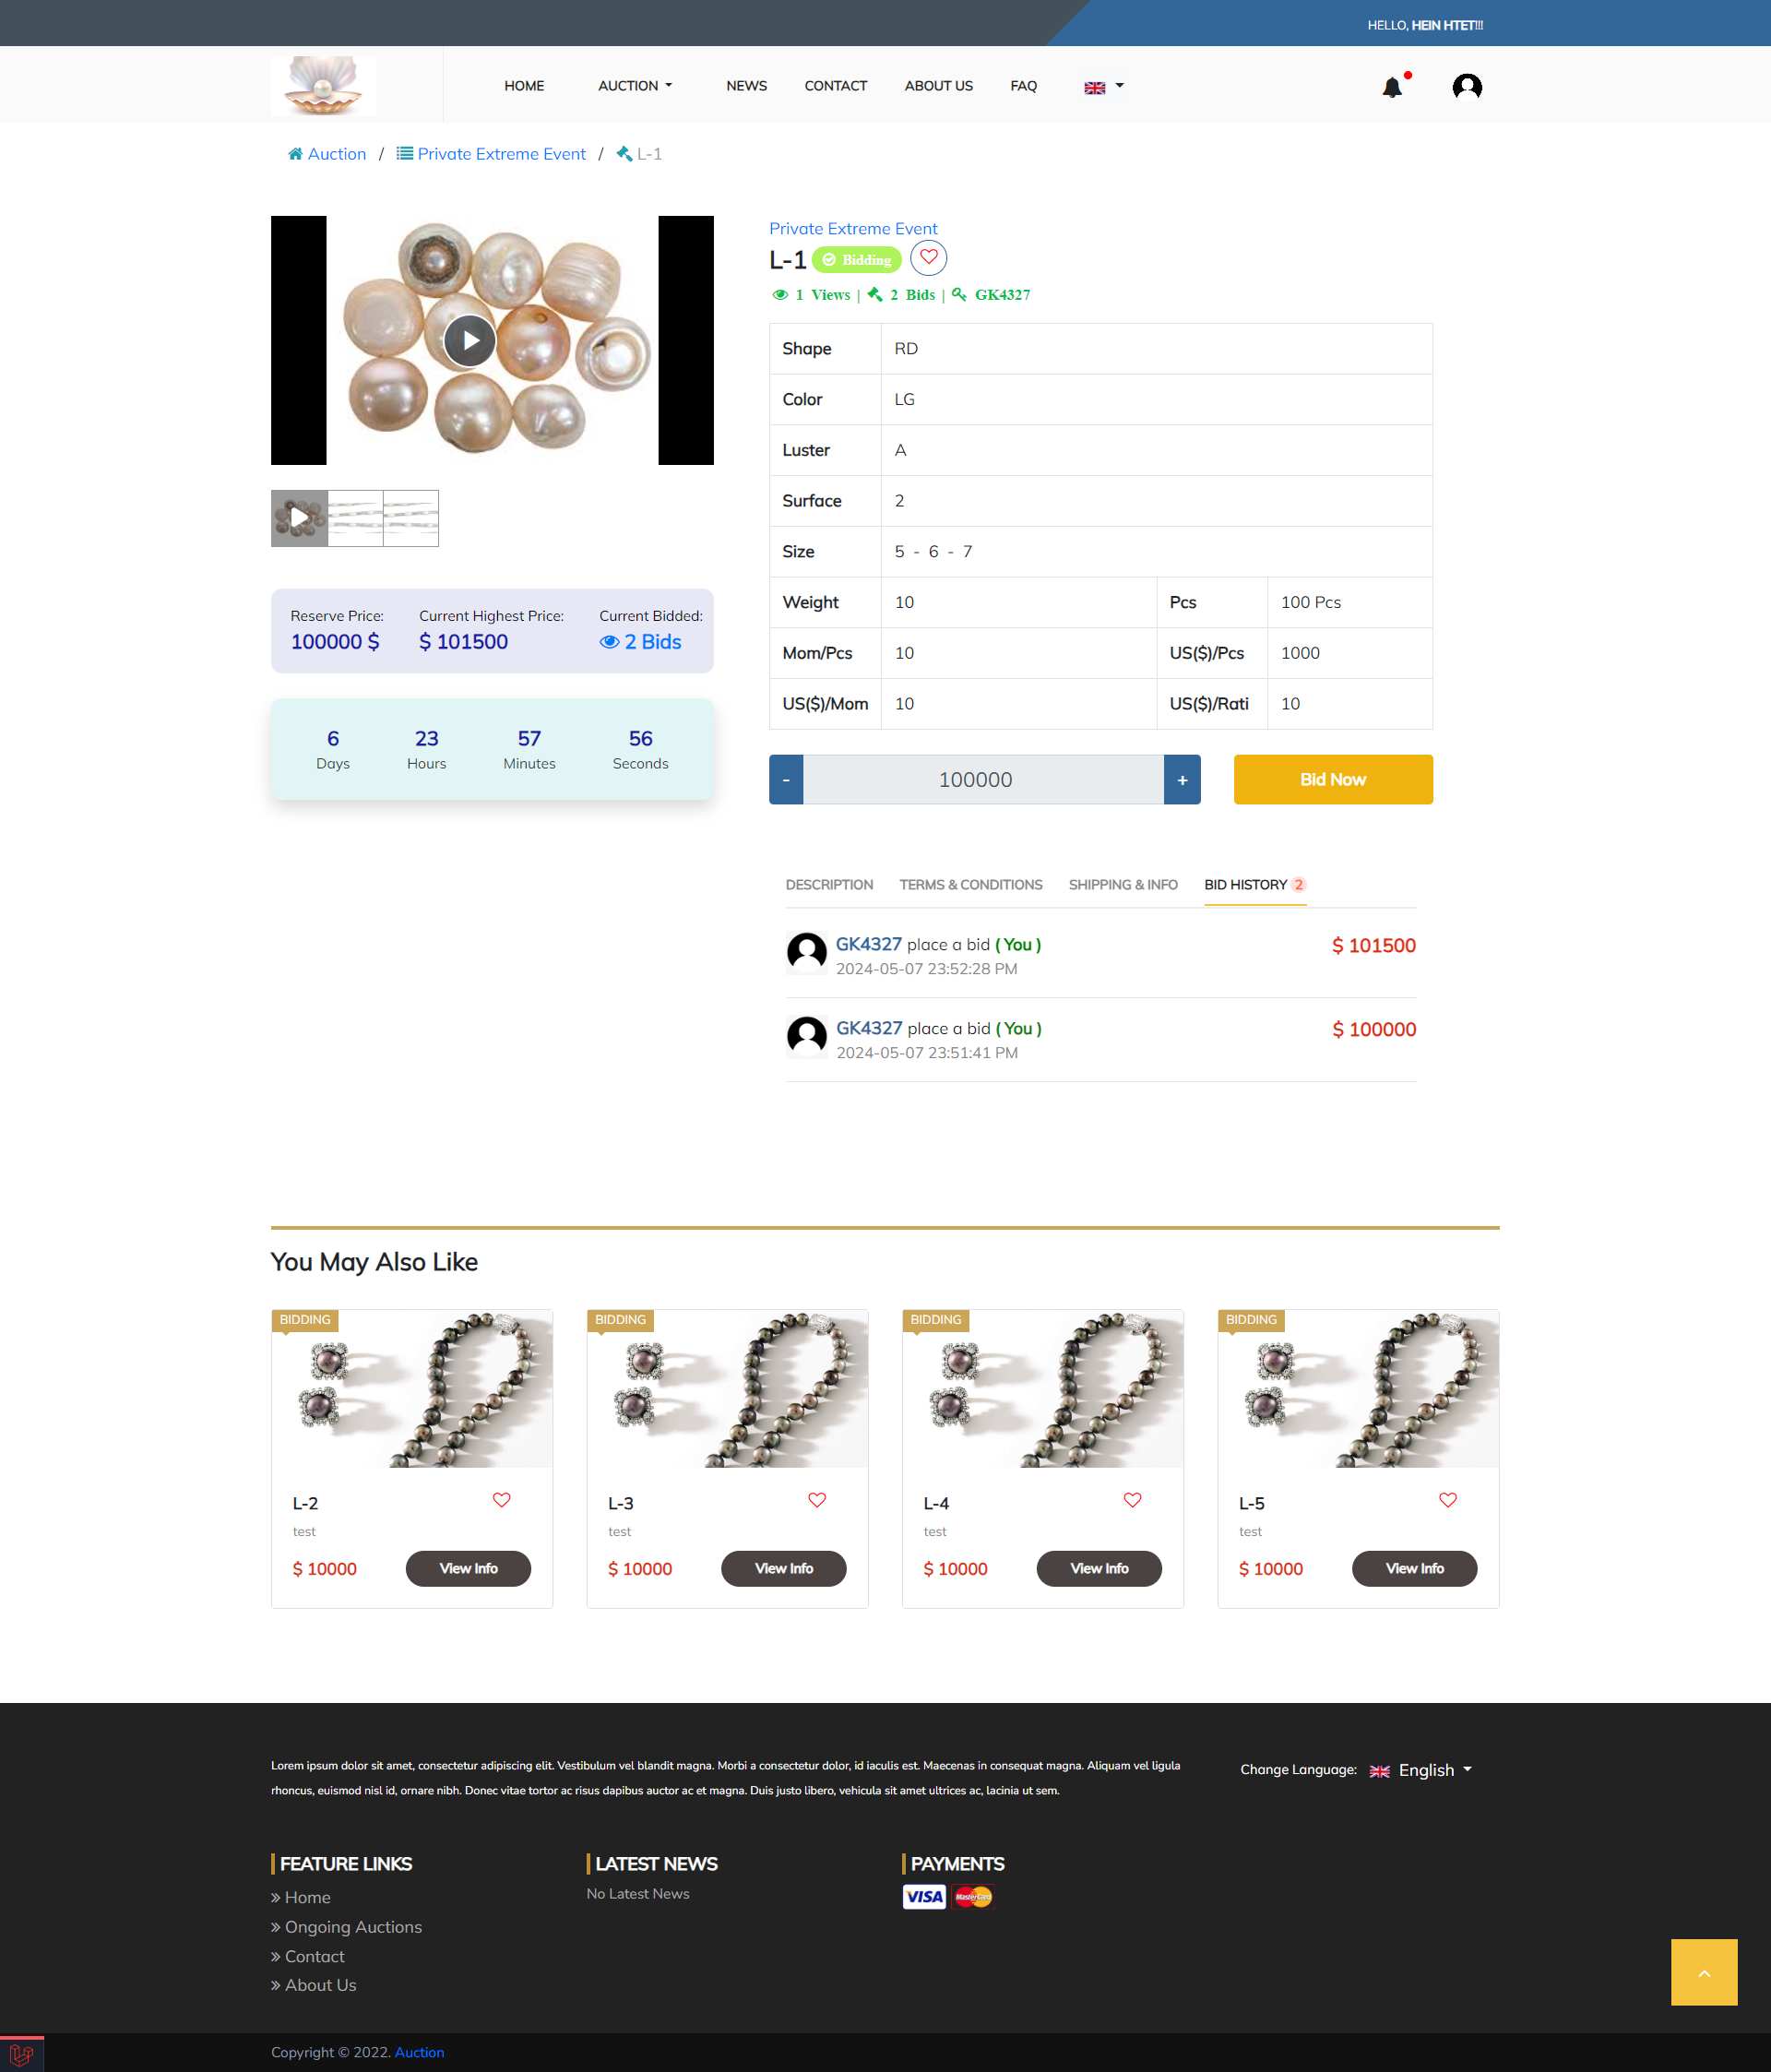 HELLO, HEIN HTET!!!
HOME AUCTION NEWS CONTACT ABOUT US FAQ
Auction / Private Extreme Event / L-1
Private Extreme Event
L-1 Bidding
1 Views | 2 Bids | GK4327
Shape RD
Color LG
Luster A
Surface 2
Size 5 - 6 - 7
Weight 10 Pcs 100 Pcs
Mom/Pcs 10 US($)/Pcs 1000
US($)/Mom 10 US($)/Rati 10
Reserve Price: Current Highest Price: Current Bidded:
100000 $ $ 101500 2 Bids
6 23 57 56
Days Hours Minutes Seconds
- 100000 + Bid Now
DESCRIPTION TERMS & CONDITIONS SHIPPING & INFO BID HISTORY 2
GK4327 place a bid ( You ) $ 101500
2024-05-07 23:52:28 PM
GK4327 place a bid ( You ) $ 100000
2024-05-07 23:51:41 PM
You May Also Like
BIDDING BIDDING BIDDING BIDDING
L-2 L-3 L-4 L-5
test test test test
$ 10000 View Info $ 10000 View Info $ 10000 View Info $ 10000 View Info
Lorem ipsum dolor sit amet, consectetur adipiscing elit. Vestibulum vel blandit magna. Morbi a consectetur dolor, id iaculis est. Maecenas in consequat magna. Aliquam vel ligula
rhoncus, euismod nisl id, ornare nibh. Donec vitae tortor ac risus dapibus auctor ac et magna. Duis justo libero, vehicula sit amet ultrices ac, lacinia ut sem.
Change Language: English
FEATURE LINKS
Home
Ongoing Auctions
Contact
About Us
LATEST NEWS
No Latest News
PAYMENTS
VISA MasterCard
Copyright © 2022. Auction